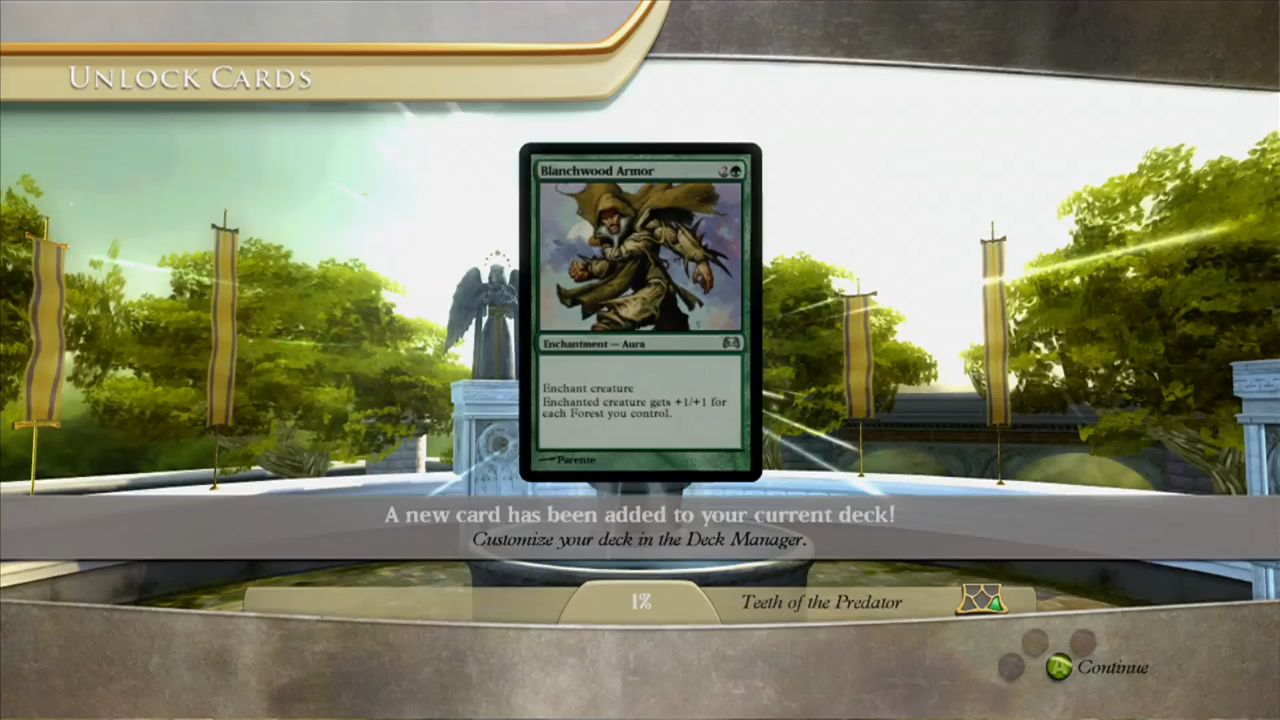 Unlock Cards
Blanchwood Armor 2
Enchantment — Aura
Enchant creature
Enchanted creature gets +1/+1 for
each Forest you control.
Parente
A new card has been added to your current deck!
Customize your deck in the Deck Manager.
1%
Teeth of the Predator
A Continue